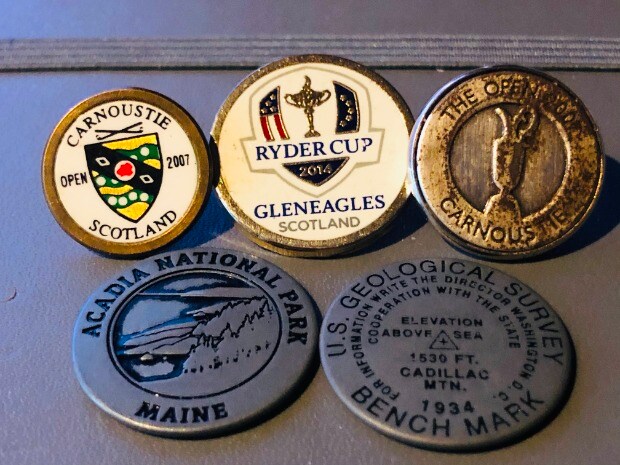 CARNOUSTIE
OPEN 2007
SCOTLAND
RYDER CUP
2014
GLENEAGLES
SCOTLAND
THE OPEN 2007
CARNOUSTIE
ACADIA NATIONAL PARK
MAINE
U.S. GEOLOGICAL SURVEY
FOR INFORMATION WRITE THE DIRECTOR WASHINGTON D.C.
COOPERATION WITH THE STATE
ELEVATION
ABOVE SEA
1530 FT.
CADILLAC
MTN.
1934
BENCH MARK